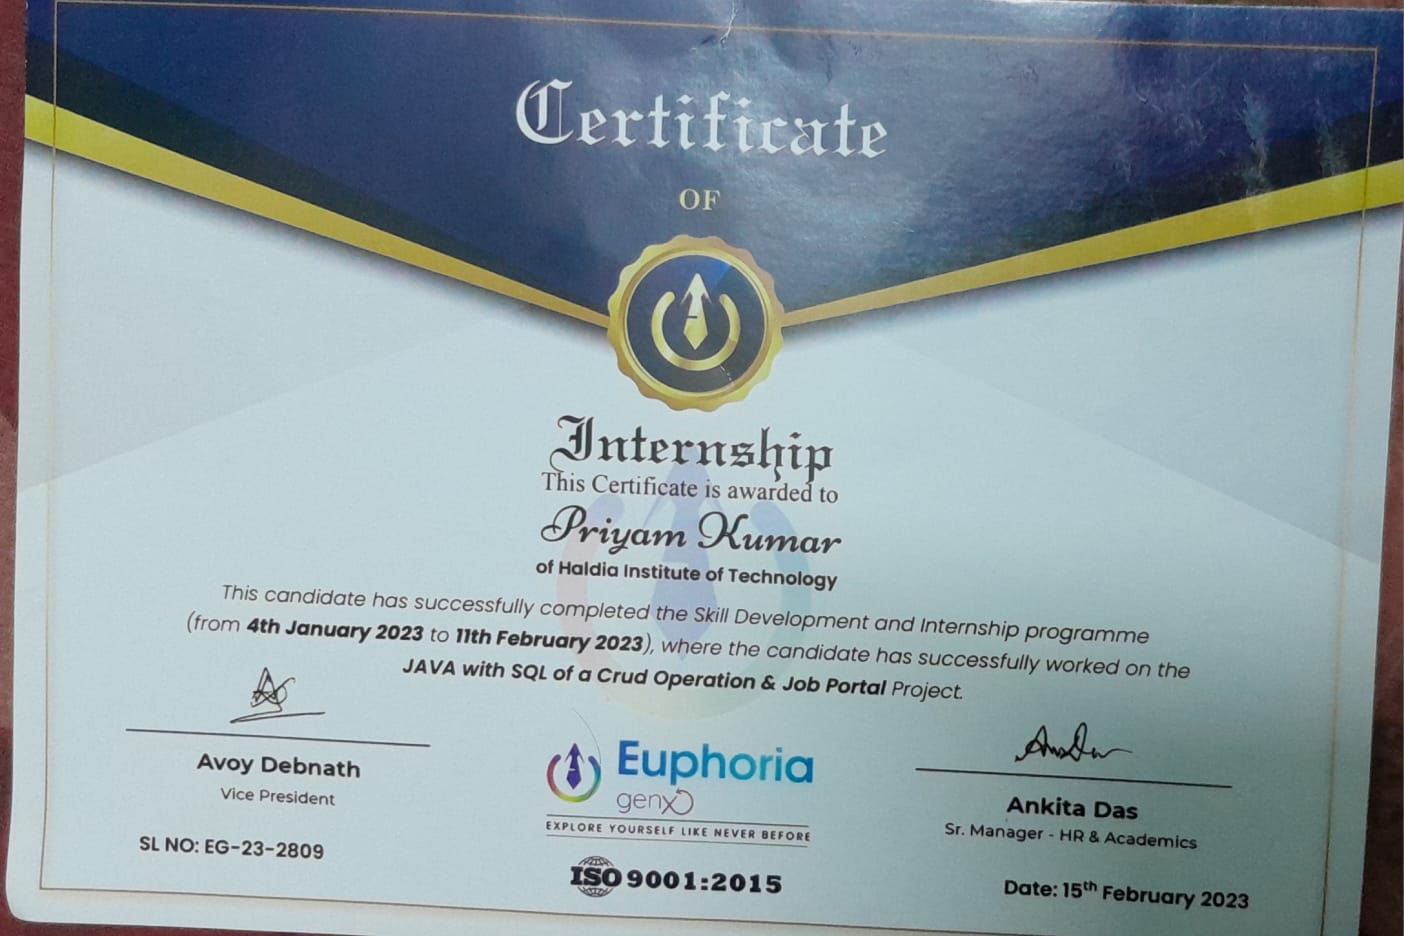 Certificate
OF
Internship
This Certificate is awarded to
Priyam Kumar
of Haldia Institute of Technology
This candidate has successfully completed the Skill Development and Internship programme
(from 4th January 2023 to 11th February 2023), where the candidate has successfully worked on the
JAVA with SQL of a Crud Operation & Job Portal Project.
Avoy Debnath
Vice President
SL NO: EG-23-2809
Euphoria
genx
EXPLORE YOURSELF LIKE NEVER BEFORE
ISO 9001:2015
Ankita Das
Sr. Manager - HR & Academics
Date: 15th February 2023